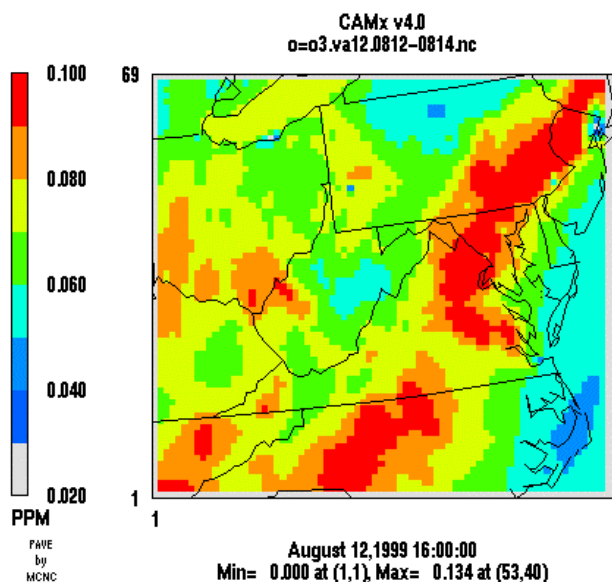 CAMx v4.0
o=o3.va12.0812-0814.nc
0.100
0.080
0.060
0.040
0.020
PPM
PAVE
by
MCNC
69
1
1
August 12,1999 16:00:00
Min= 0.000 at (1,1), Max= 0.134 at (53,40)